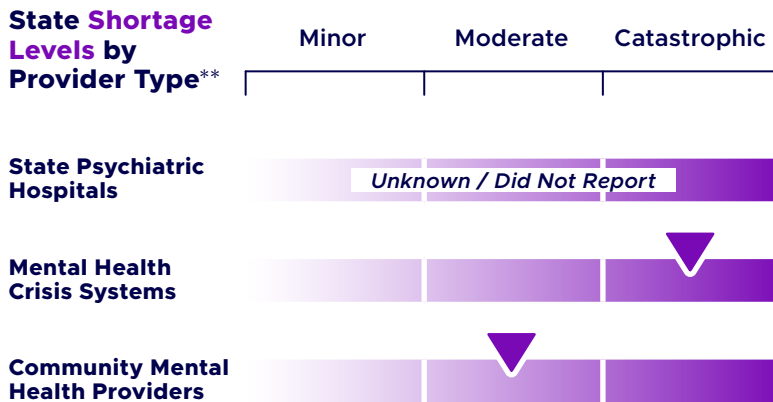 State Shortage
Levels by
Provider Type**
Minor Moderate Catastrophic
State Psychiatric
Hospitals
Unknown / Did Not Report
Mental Health
Crisis Systems
Community Mental
Health Providers